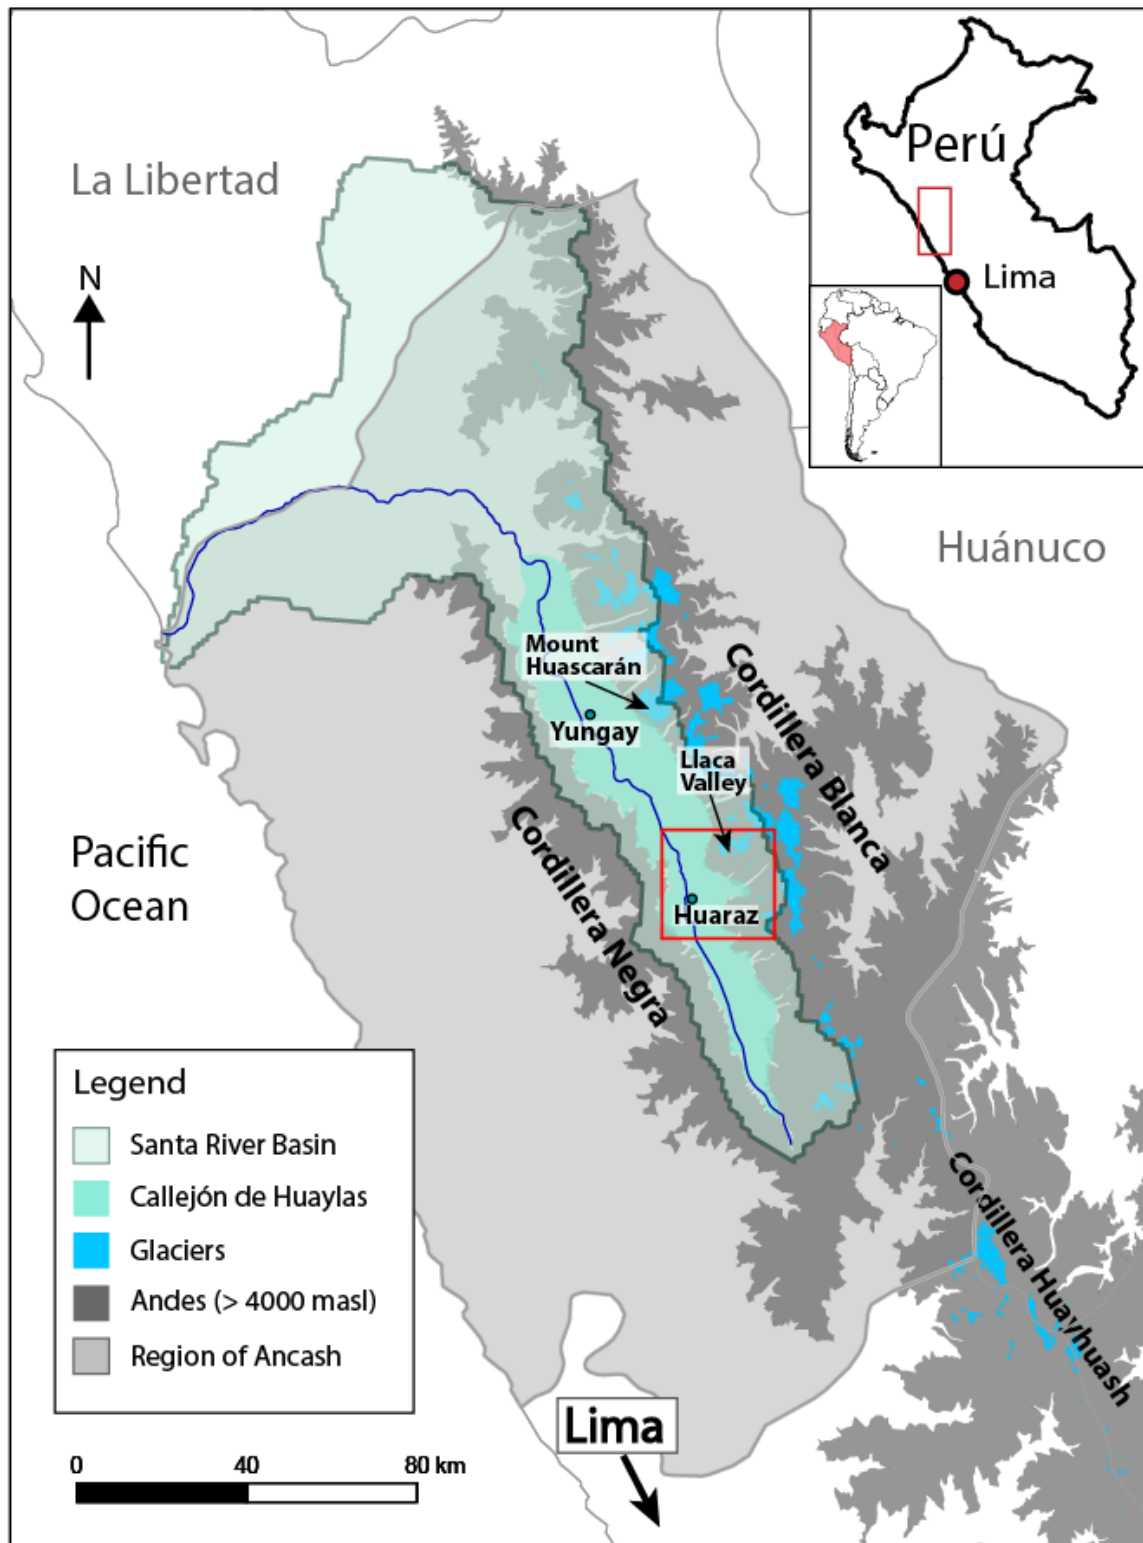 La Libertad
Perú
Lima
N
Huánuco
Mount
Huascarán
Yungay
Llaca
Valley
Cordillera Blanca
Pacific
Ocean
Cordillera Negra
Huaraz
Legend
Santa River Basin
Callejón de Huaylas
Glaciers
Andes (> 4000 masl)
Region of Ancash
Cordillera Huayhuash
Lima
0 40 80 km